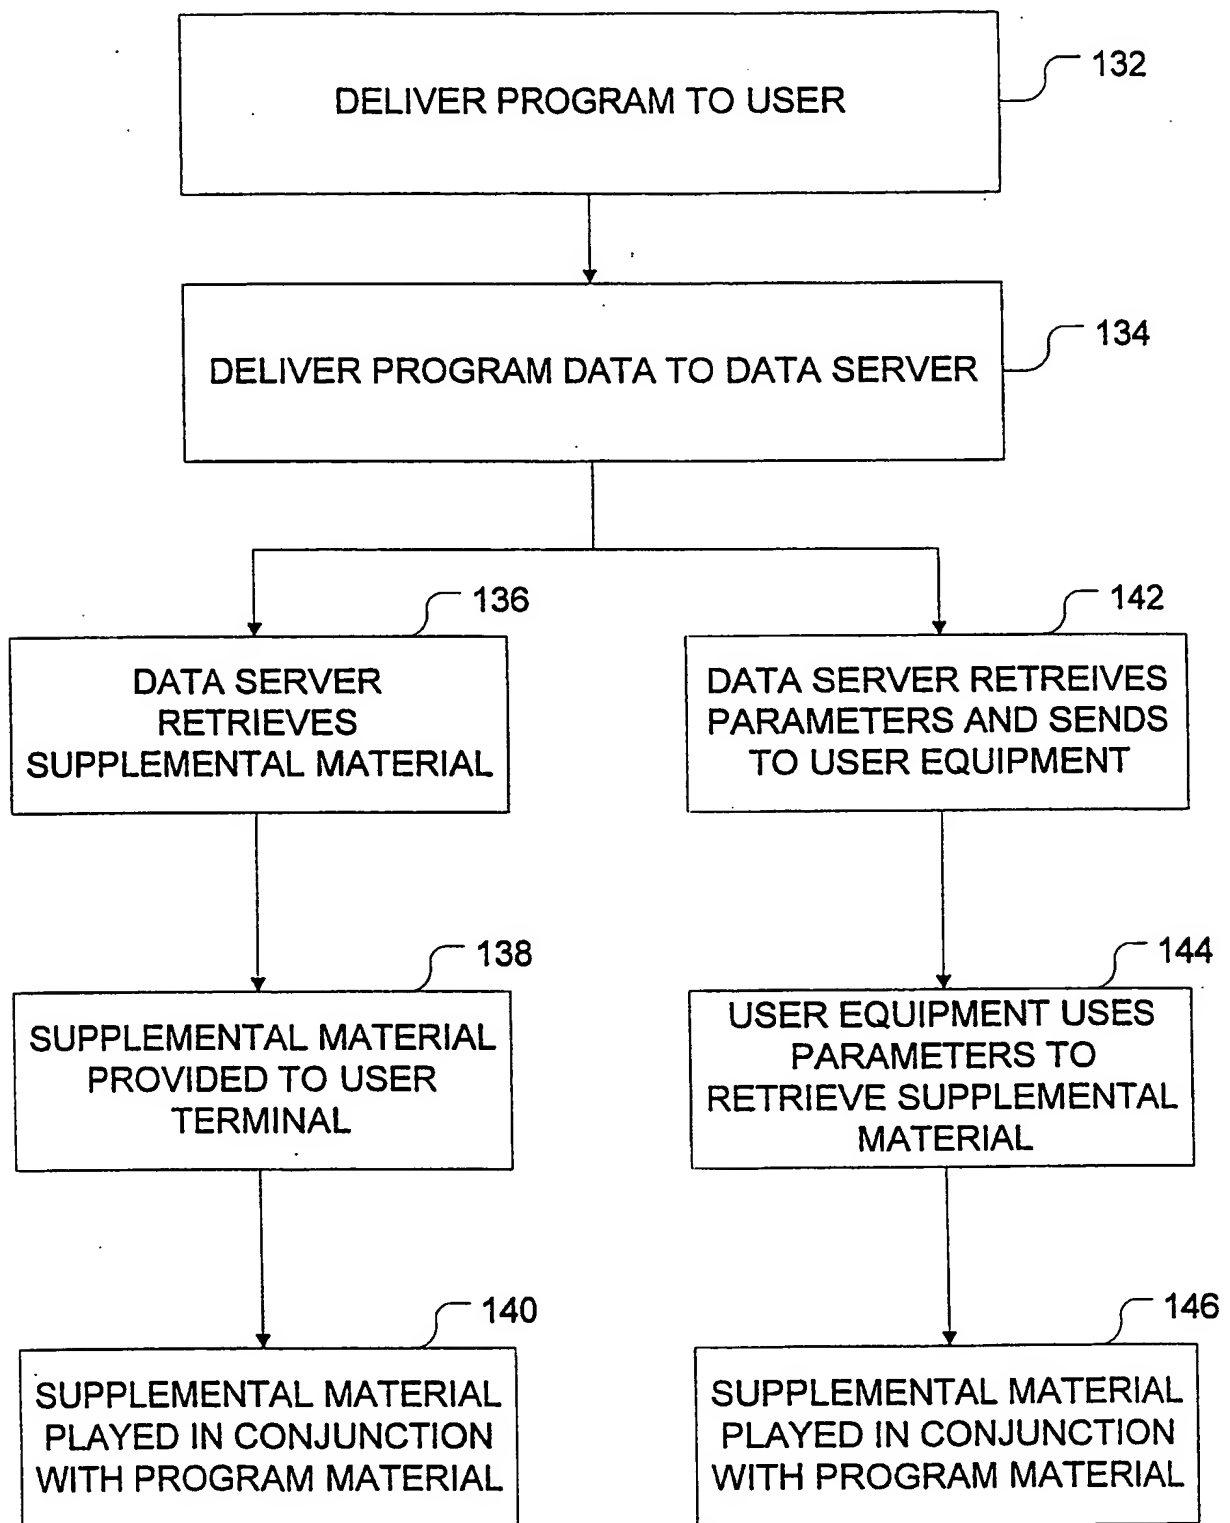 DELIVER PROGRAM TO USER
132
DELIVER PROGRAM DATA TO DATA SERVER
134
136
DATA SERVER
RETRIEVES
SUPPLEMENTAL MATERIAL
142
DATA SERVER RETREIVES
PARAMETERS AND SENDS
TO USER EQUIPMENT
138
SUPPLEMENTAL MATERIAL
PROVIDED TO USER
TERMINAL
144
USER EQUIPMENT USES
PARAMETERS TO
RETRIEVE SUPPLEMENTAL
MATERIAL
140
SUPPLEMENTAL MATERIAL
PLAYED IN CONJUNCTION
WITH PROGRAM MATERIAL
146
SUPPLEMENTAL MATERIAL
PLAYED IN CONJUNCTION
WITH PROGRAM MATERIAL